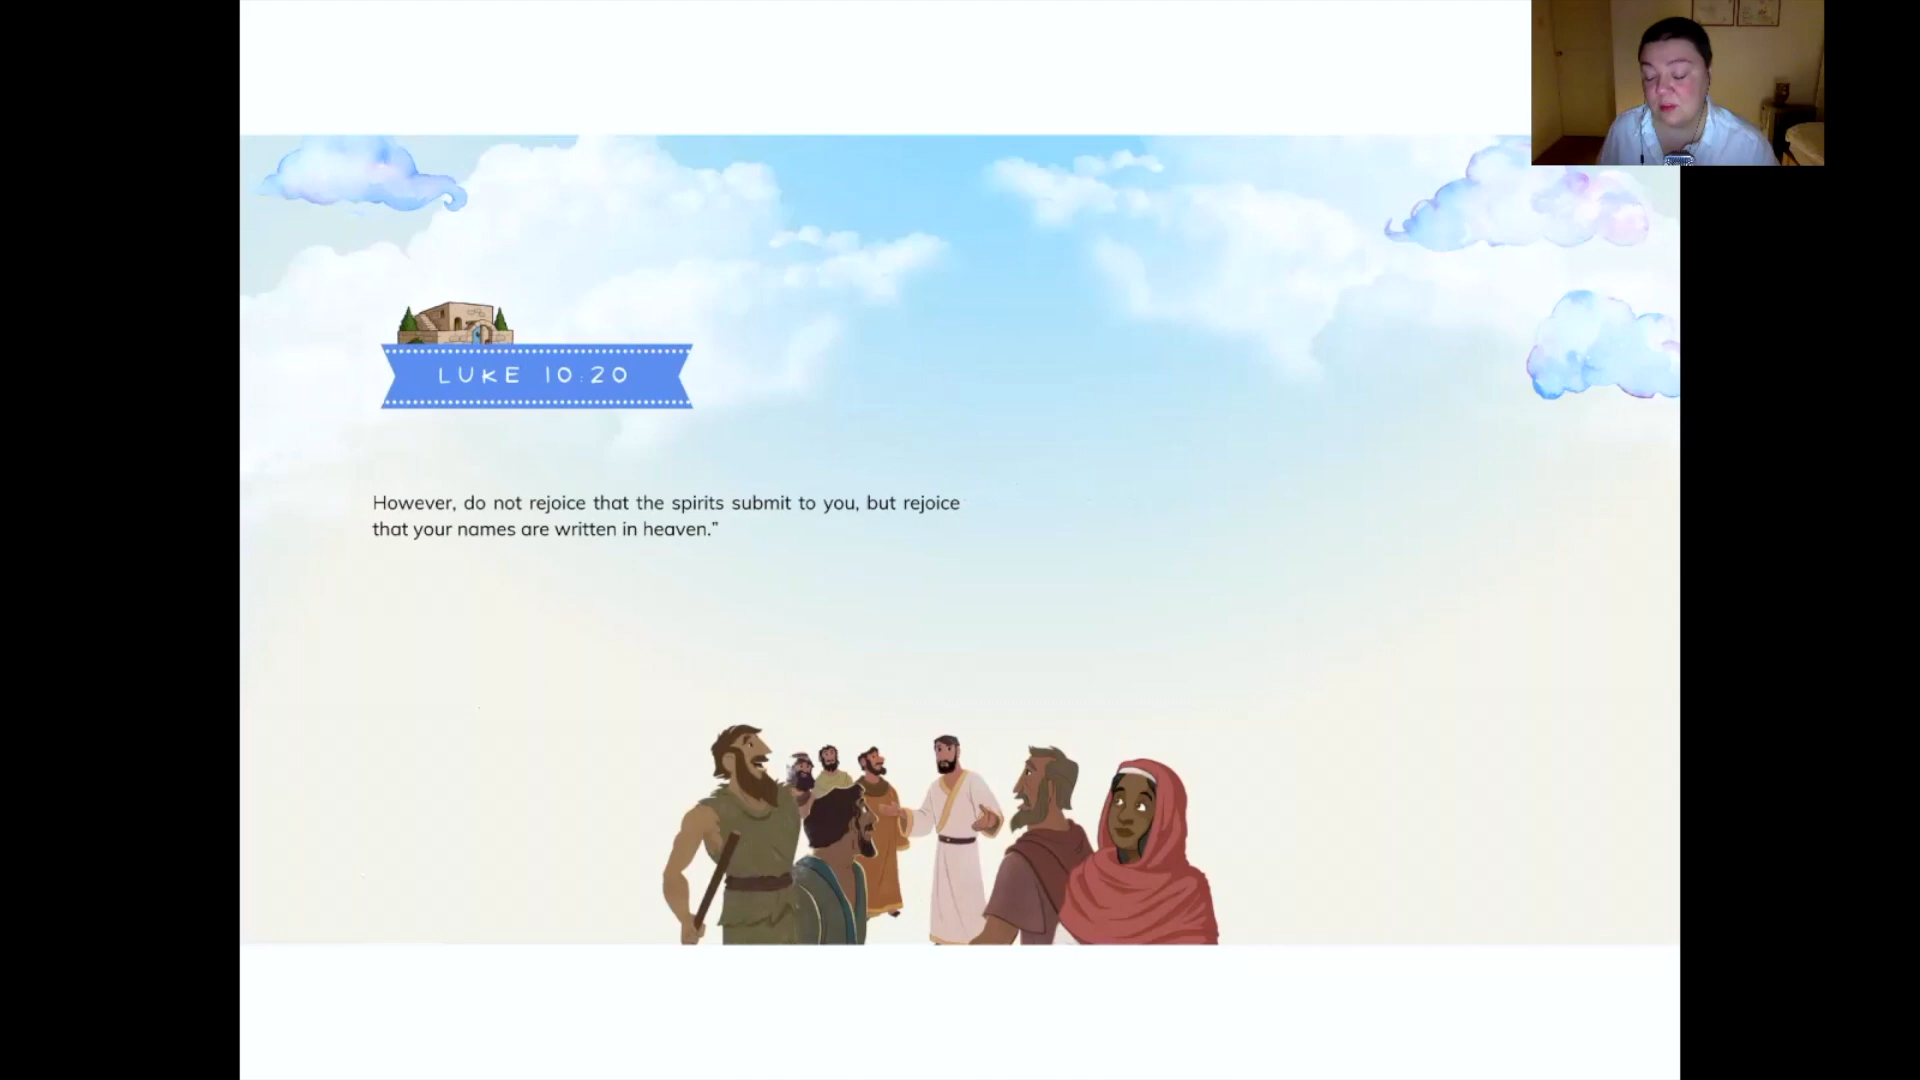 LUKE 10:20
However, do not rejoice that the spirits submit to you, but rejoice
that your names are written in heaven.”